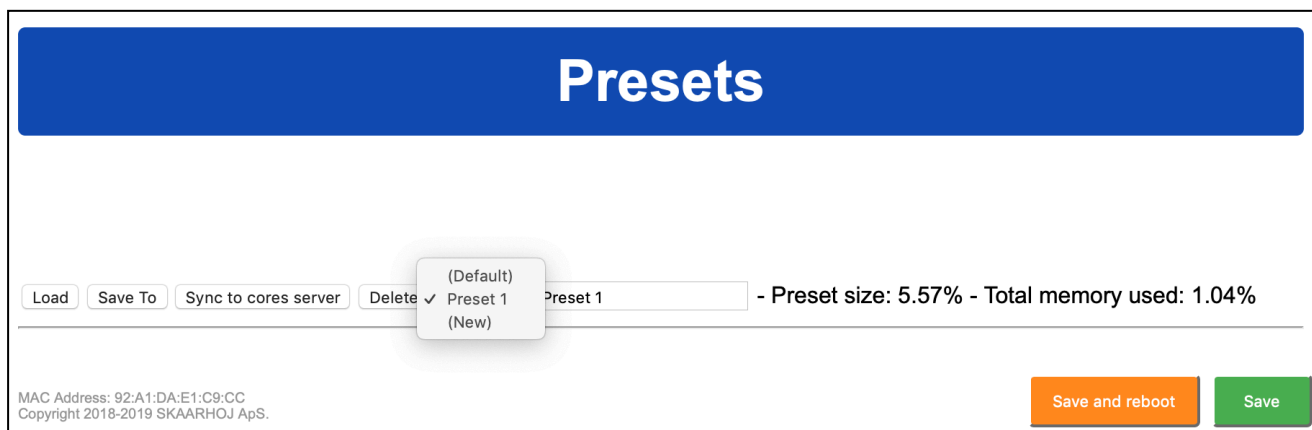 Presets
(Default)
Load Save To Sync to cores server Delete ✓ Preset 1 Preset 1 - Preset size: 5.57% - Total memory used: 1.04%
(New)
MAC Address: 92:A1:DA:E1:C9:CC
Copyright 2018-2019 SKAARHOJ ApS.
Save and reboot Save